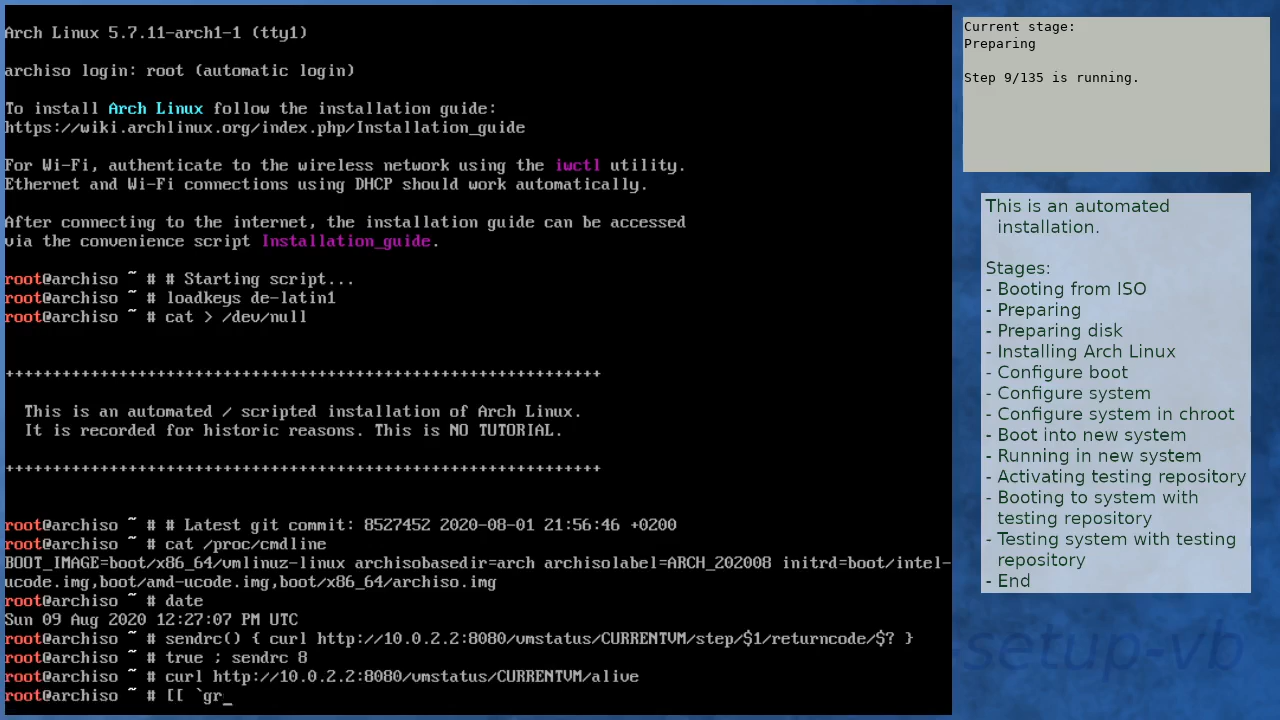 Arch Linux 5.7.11-arch1-1 (tty1)
archiso login: root (automatic login)
To install Arch Linux follow the installation guide:
https://wiki.archlinux.org/index.php/Installation_guide
For Wi-Fi, authenticate to the wireless network using the iwctl utility.
Ethernet and Wi-Fi connections using DHCP should work automatically.
After connecting to the internet, the installation guide can be accessed
via the convenience script Installation_guide.
root@archiso ~ # # Starting script...
root@archiso ~ # loadkeys de-latin1
root@archiso ~ # cat > /dev/null
+++++++++++++++++++++++++++++++++++++++++++++++++++++++++++++++
This is an automated / scripted installation of Arch Linux.
It is recorded for historic reasons. This is NO TUTORIAL.
+++++++++++++++++++++++++++++++++++++++++++++++++++++++++++++++
root@archiso ~ # # Latest git commit: 8527452 2020-08-01 21:56:46 +0200
root@archiso ~ # cat /proc/cmdline
BOOT_IMAGE=boot/x86_64/vmlinuz-linux archisobasedir=arch archisolabel=ARCH_202008 initrd=boot/intel-
ucode.img,boot/amd-ucode.img,boot/x86_64/archiso.img
root@archiso ~ # date
Sun 09 Aug 2020 12:27:07 PM UTC
root@archiso ~ # sendrc() { curl http://10.0.2.2:8080/vmstatus/CURRENTVM/step/$1/returncode/$? }
root@archiso ~ # true ; sendrc 8
root@archiso ~ # curl http://10.0.2.2:8080/vmstatus/CURRENTVM/alive
root@archiso ~ # [[ `gr_
Current stage:
Preparing
Step 9/135 is running.
This is an automated
installation.
Stages:
- Booting from ISO
- Preparing
- Preparing disk
- Installing Arch Linux
- Configure boot
- Configure system
- Configure system in chroot
- Boot into new system
- Running in new system
- Activating testing repository
- Booting to system with
testing repository
- Testing system with testing
repository
- End
setup-vb